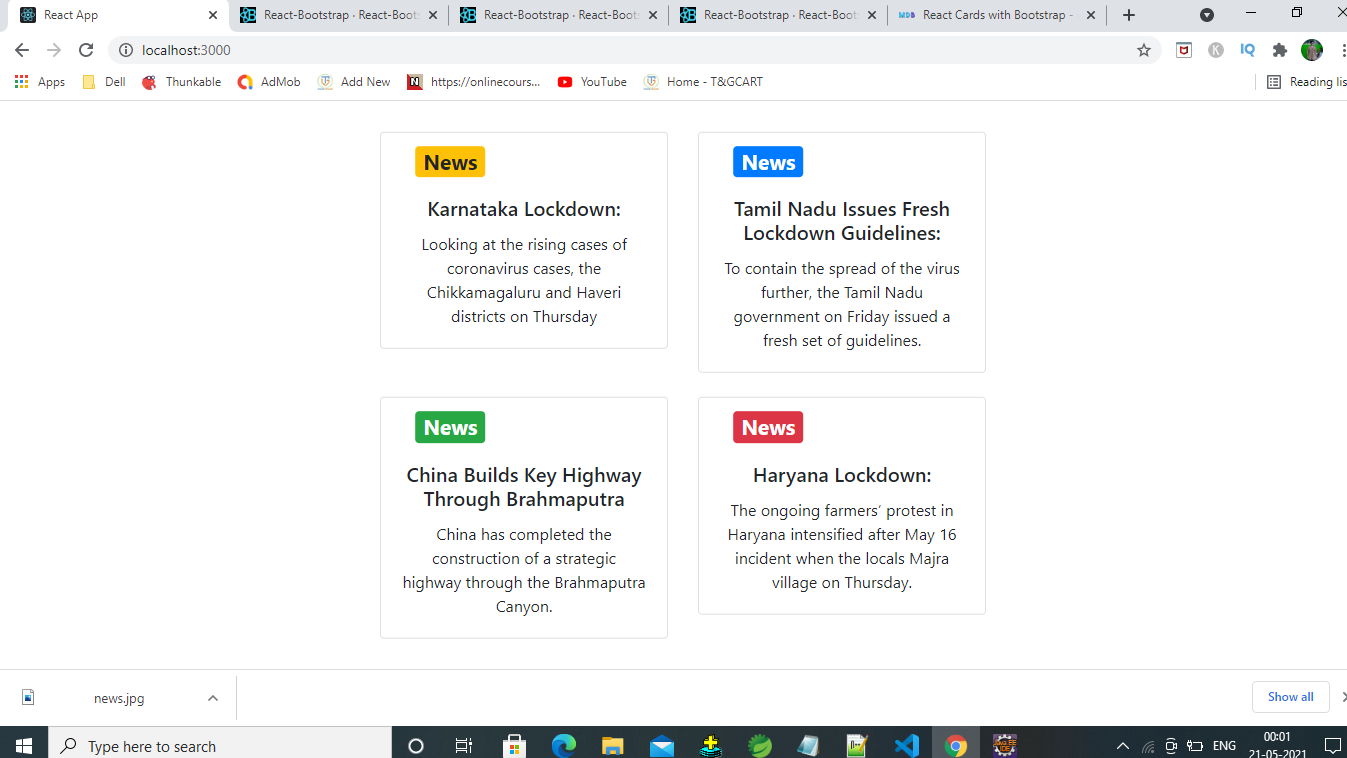 React App
React-Bootstrap · React-Boots
React-Bootstrap · React-Boots
React-Bootstrap · React-Boots
MDB
React Cards with Bootstrap -
localhost:3000
K
IQ
Apps
Dell
Thunkable
AdMob
Add New
N
https://onlinecours...
YouTube
Home - T&GCART
Reading lis
News
Karnataka Lockdown:
Looking at the rising cases of
coronavirus cases, the
Chikkamagaluru and Haveri
districts on Thursday
News
Tamil Nadu Issues Fresh
Lockdown Guidelines:
To contain the spread of the virus
further, the Tamil Nadu
government on Friday issued a
fresh set of guidelines.
News
China Builds Key Highway
Through Brahmaputra
China has completed the
construction of a strategic
highway through the Brahmaputra
Canyon.
News
Haryana Lockdown:
The ongoing farmers’ protest in
Haryana intensified after May 16
incident when the locals Majra
village on Thursday.
news.jpg
Show all
Type here to search
ENG
00:01
21-05-2021